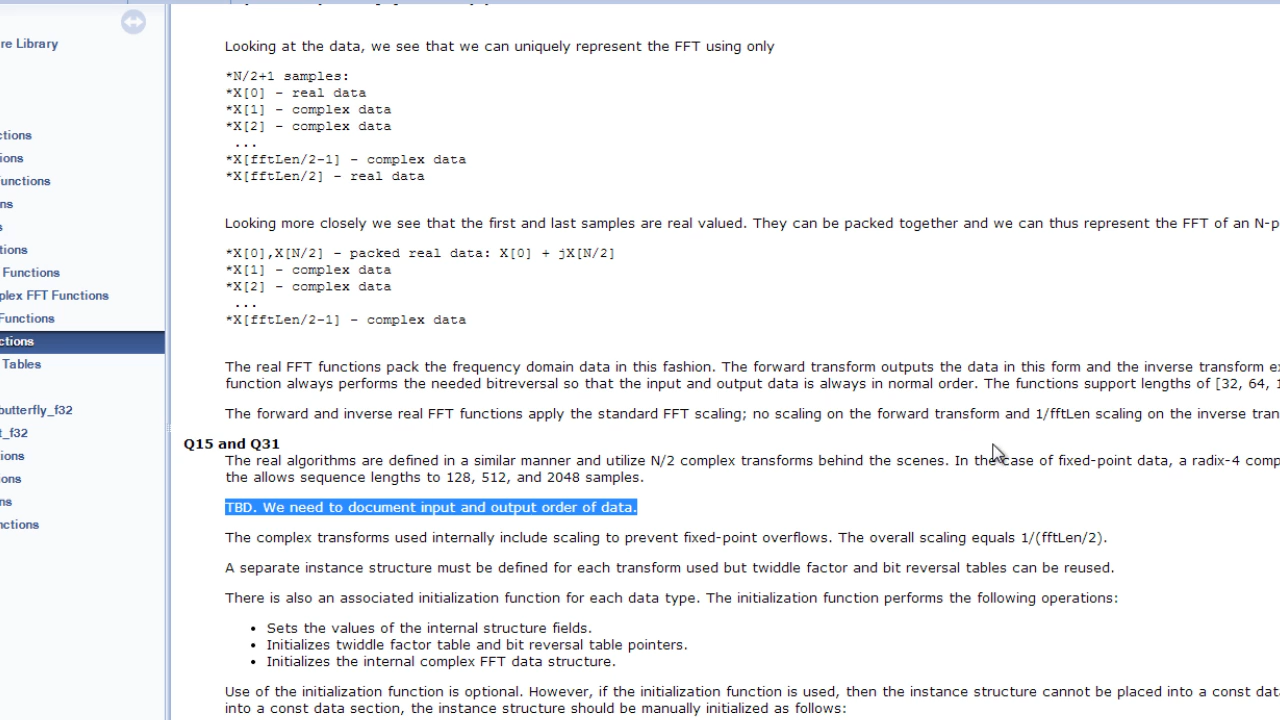 re Library
ctions
ions
unctions
ns
s
tions
Functions
plex FFT Functions
Functions
ctions
Tables
butterfly_f32
t_f32
ions
ons
ns
nctions
Looking at the data, we see that we can uniquely represent the FFT using only
*N/2+1 samples:
*X[0] - real data
*X[1] - complex data
*X[2] - complex data
...
*X[fftLen/2-1] - complex data
*X[fftLen/2] - real data
Looking more closely we see that the first and last samples are real valued. They can be packed together and we can thus represent the FFT of an N-p
*X[0],X[N/2] - packed real data: X[0] + jX[N/2]
*X[1] - complex data
*X[2] - complex data
...
*X[fftLen/2-1] - complex data
The real FFT functions pack the frequency domain data in this fashion. The forward transform outputs the data in this form and the inverse transform ex
function always performs the needed bitreversal so that the input and output data is always in normal order. The functions support lengths of [32, 64, 1
The forward and inverse real FFT functions apply the standard FFT scaling; no scaling on the forward transform and 1/fftLen scaling on the inverse tran
Q15 and Q31
The real algorithms are defined in a similar manner and utilize N/2 complex transforms behind the scenes. In the case of fixed-point data, a radix-4 comp
the allows sequence lengths to 128, 512, and 2048 samples.
TBD. We need to document input and output order of data.
The complex transforms used internally include scaling to prevent fixed-point overflows. The overall scaling equals 1/(fftLen/2).
A separate instance structure must be defined for each transform used but twiddle factor and bit reversal tables can be reused.
There is also an associated initialization function for each data type. The initialization function performs the following operations:
• Sets the values of the internal structure fields.
• Initializes twiddle factor table and bit reversal table pointers.
• Initializes the internal complex FFT data structure.
Use of the initialization function is optional. However, if the initialization function is used, then the instance structure cannot be placed into a const dat
into a const data section, the instance structure should be manually initialized as follows: